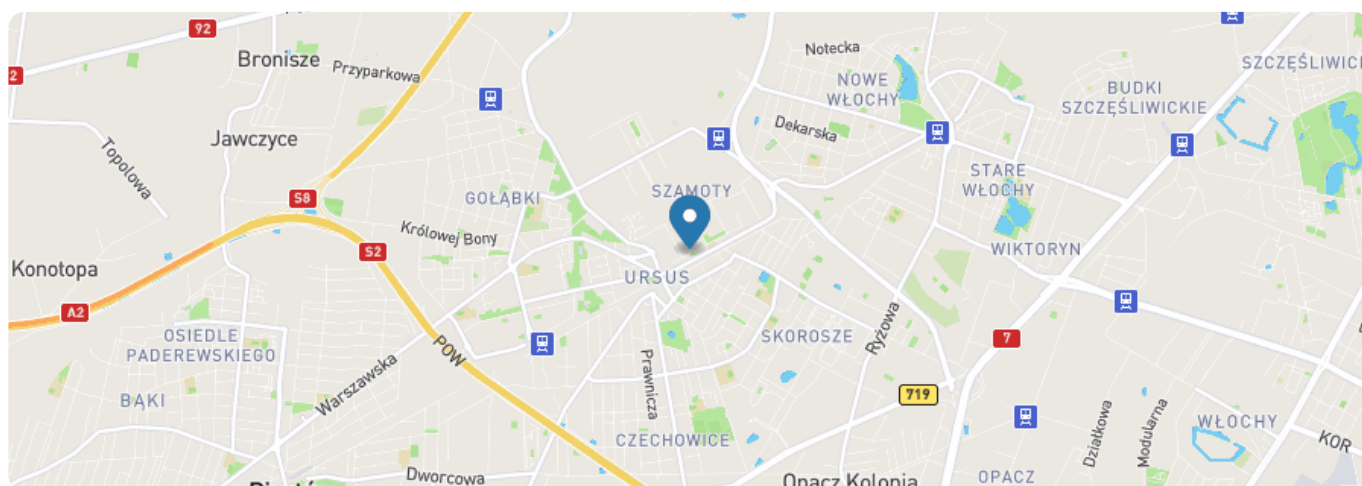 92
Bronisze
Przyparkowa
2
Jawczyce
Topolowa
S8
GOŁĄBKI
Królowej Bony
S2
Konotopa
A2
OSIEDLE
PADEREWSKIEGO
BĄKI
Warszawska
POW
Dworcowa
SZAMOTY
URSUS
Prawnicza
CZECHOWICE
SKOROSZE
Ryżowa
719
7
Opacz Kolonia
OPACZ
Notecka
NOWE
WŁOCHY
Dekarska
STARE
WŁOCHY
WIKTORYN
BUDKI
SZCZĘŚLIWICKIE
SZCZĘŚLIWIC
Działkowa
Modularna
WŁOCHY
KOR